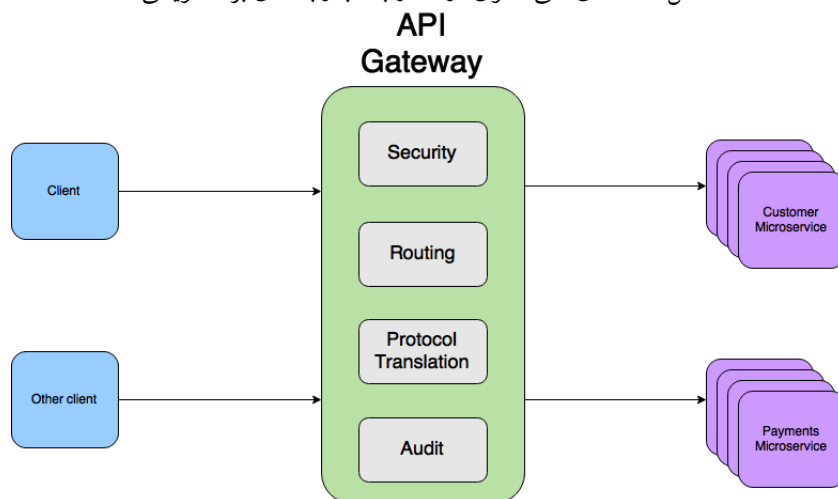 API
Gateway
Security
Client
Customer
Microservice
Routing
Protocol
Translation
Other client
Payments
Microservice
Audit